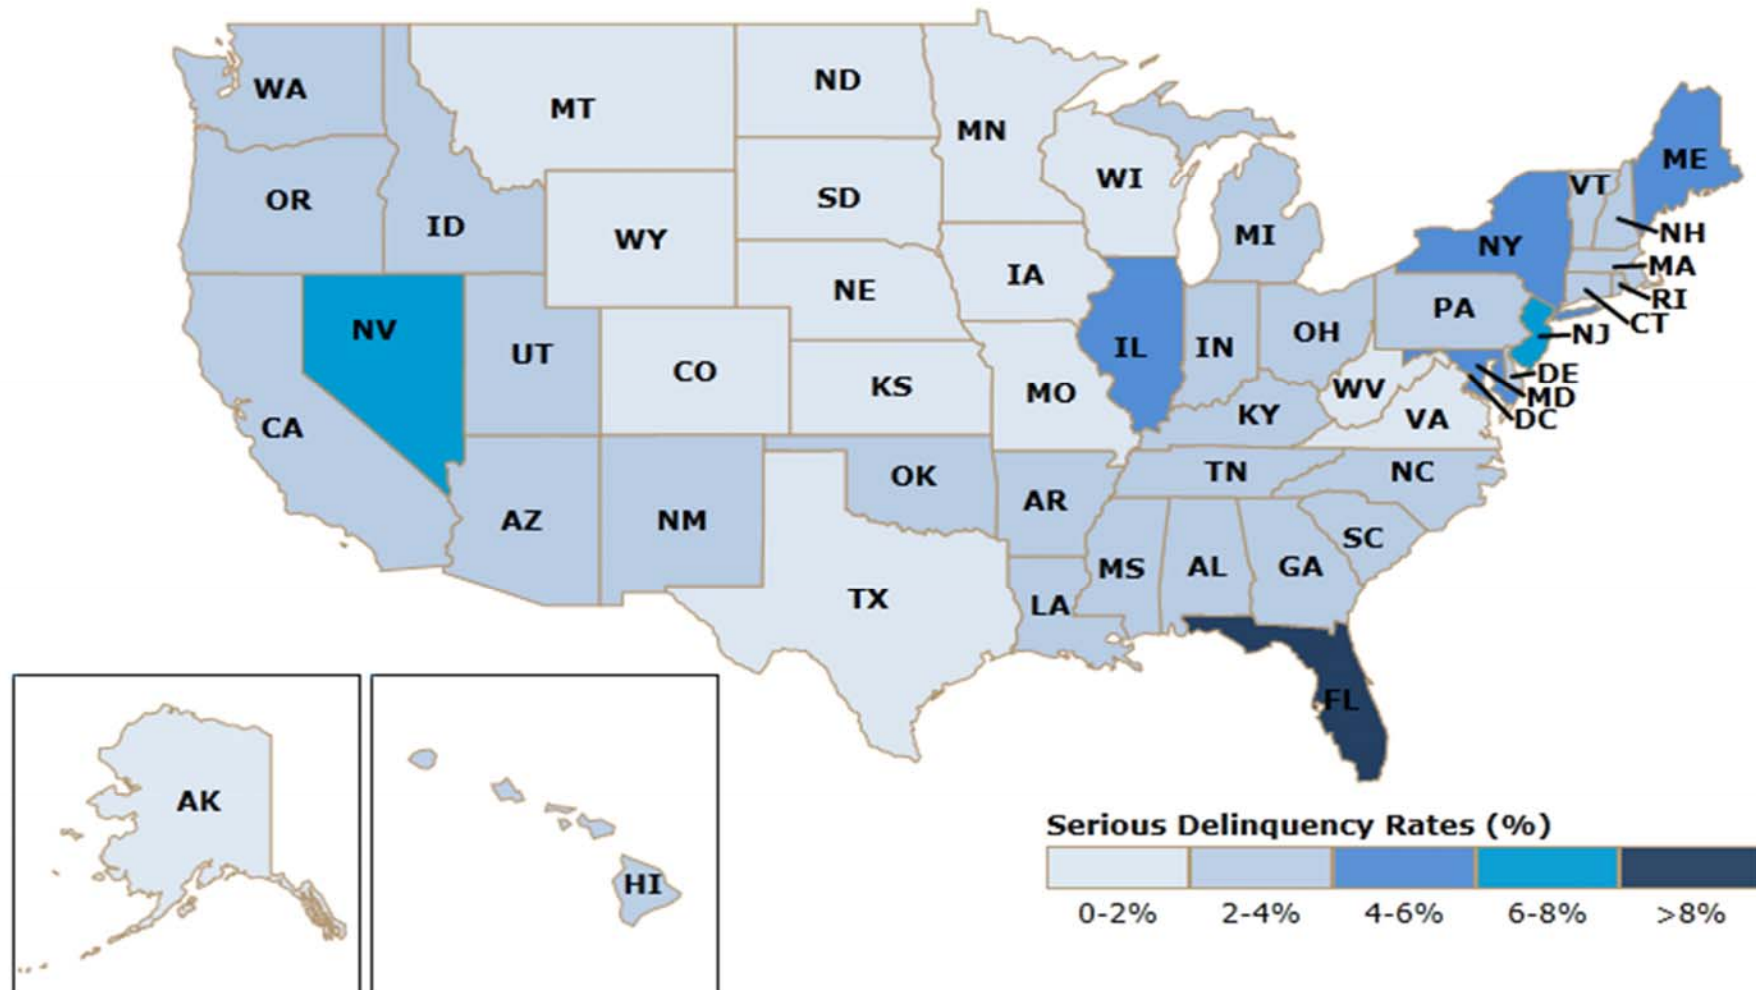 WA
MT
ND
MN
ME
VT
OR
ID
SD
WI
NY
NH
WY
MI
MA
IA
NE
RI
PA
CT
NV
UT
CO
KS
MO
IL
IN
OH
NJ
WV
DE
MD
DC
CA
KY
VA
OK
AR
TN
NC
AZ
NM
MS
AL
GA
SC
TX
LA
FL
AK
HI
Serious Delinquency Rates (%)
0-2% 2-4% 4-6% 6-8% >8%